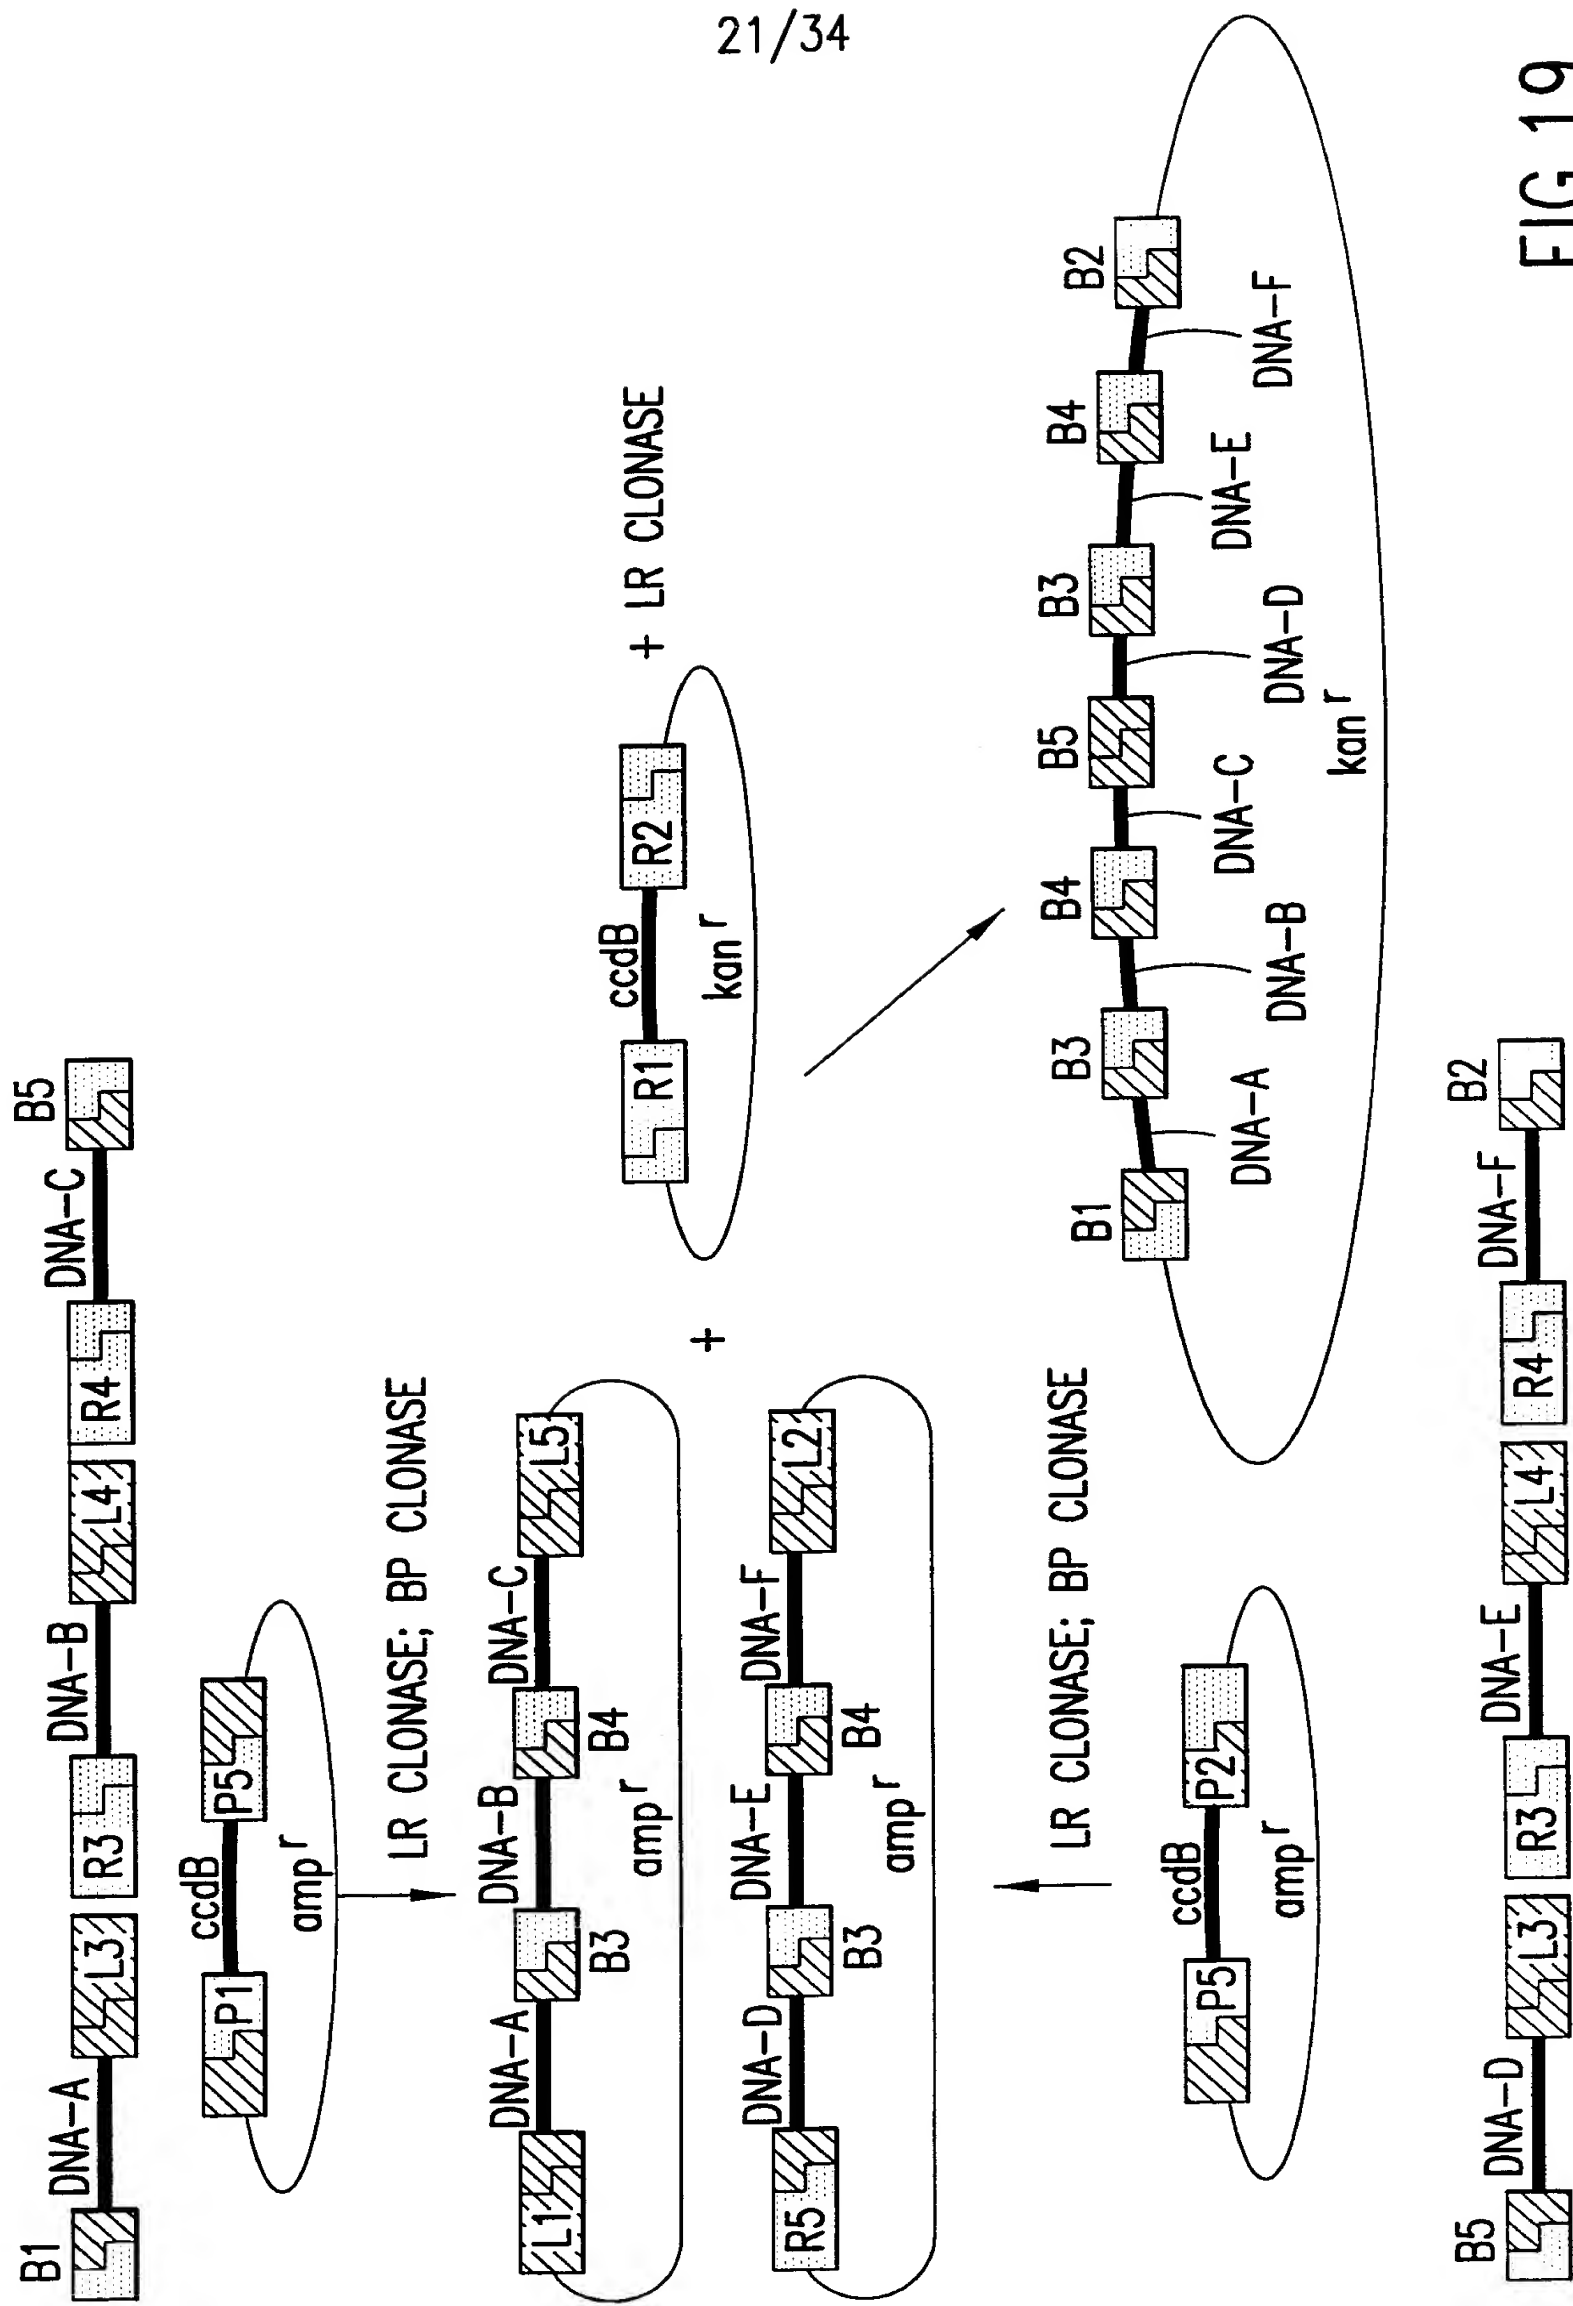 21/34
B1 DNA-A L3 R3 DNA-B L4 R4 DNA-C B5
P1 ccdB P5
amp^r
LR CLONASE; BP CLONASE
L1 DNA-A B3 DNA-B B4 DNA-C L5
amp^r
R5 DNA-D B3 DNA-E B4 DNA-F L2
amp^r
+
R1 ccdB R2
kan^r
+ LR CLONASE
LR CLONASE; BP CLONASE
P5 ccdB P2
amp^r
B5 DNA-D L3 R3 DNA-E L4 R4 DNA-F B2
B1 B3 B4 B5 B3 B4 B2
DNA-A DNA-B DNA-C DNA-D DNA-E DNA-F
kan^r
FIG.19